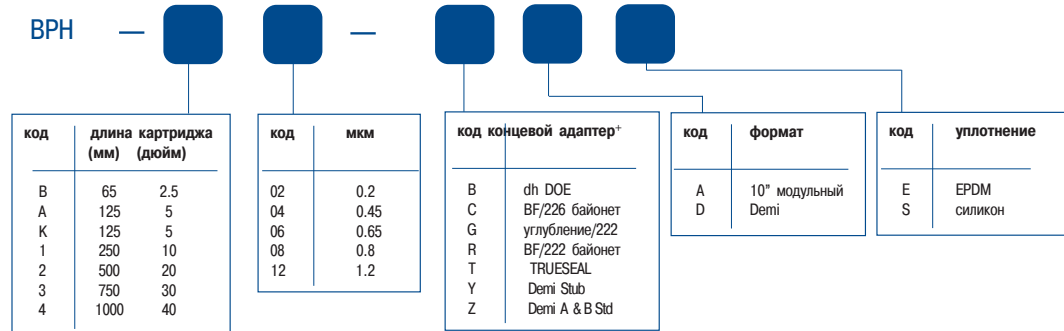 ВРН — —
код длина картриджа
(мм) (дюйм)
B 65 2.5
A 125 5
K 125 5
1 250 10
2 500 20
3 750 30
4 1000 40
код мкм
02 0.2
04 0.45
06 0.65
08 0.8
12 1.2
код концевой адаптер+
B dh DOE
C BF/226 байонет
G углубление/222
R BF/222 байонет
T TRUESEAL
Y Demi Stub
Z Demi A & B Std
код формат
A 10" модульный
D Demi
код уплотнение
E EPDM
S силикон